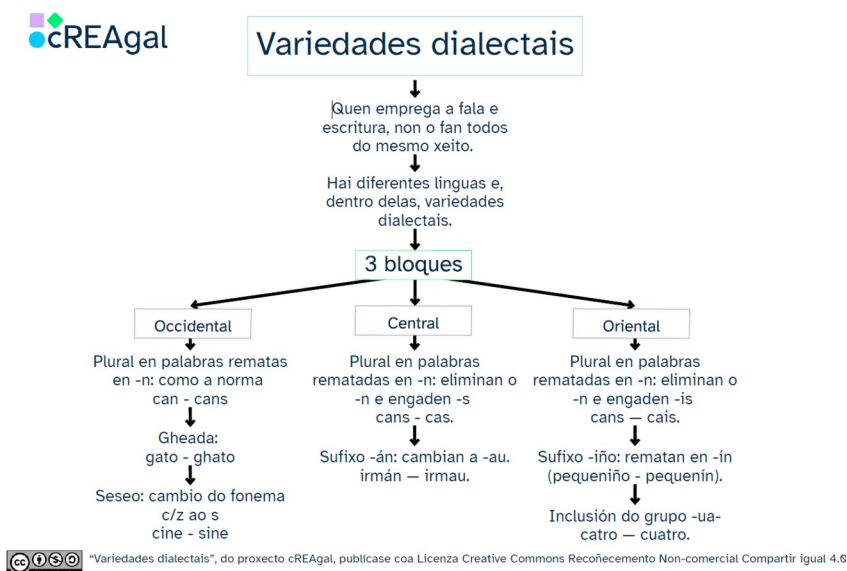 cREAgal
Variedades dialectais
Quen emprega a fala e
escritura, non o fan todos
do mesmo xeito.
Hai diferentes linguas e,
dentro delas, variedades
dialectais.
3 bloques
Occidental
Plural en palabras rematas
en -n: como a norma
can - cans
Gheada:
gato - ghato
Seseo: cambio do fonema
c/z ao s
cine - sine
Central
Plural en palabras
rematadas en -n: eliminan o
-n e engaden -s
cans - cas.
Sufixo -án: cambian a -au.
irmán — irmau.
Oriental
Plural en palabras
rematadas en -n: eliminan o
-n e engaden -is
cans — cais.
Sufixo -iño: rematan en -ín
(pequeniño - pequenín).
Inclusión do grupo -ua-
catro — cuatro.
cc
"Variedades dialectais", do proxecto cREAgal, publícase coa Licenza Creative Commons Recoñecemento Non-comercial Compartir igual 4.0